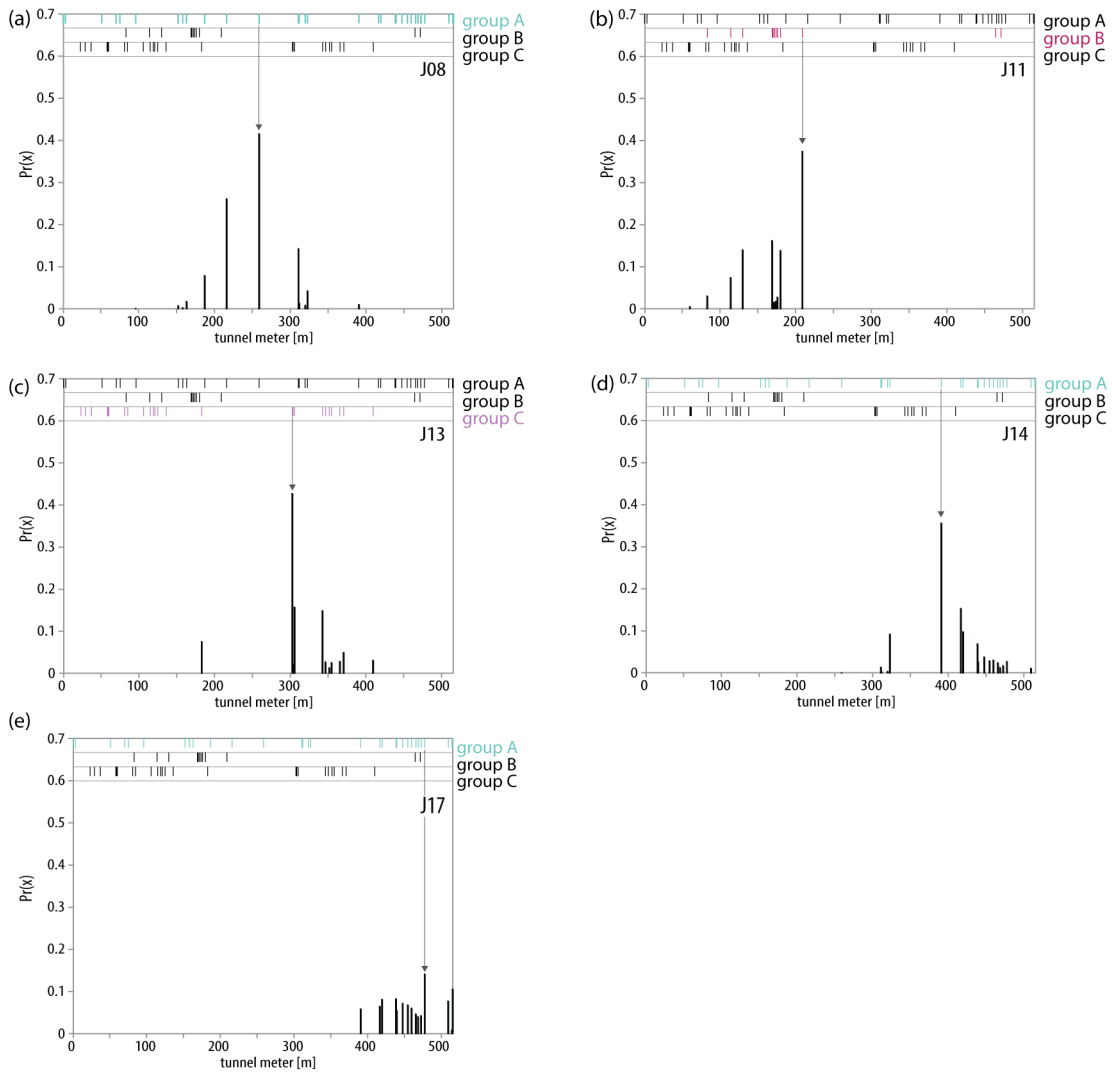 (a)
0.7
0.6
0.5
0.4
0.3
0.2
0.1
0
Pr(x)
group A
group B
group C
J08
0 100 200 300 400 500
tunnel meter [m]
(b)
0.7
0.6
0.5
0.4
0.3
0.2
0.1
0
Pr(x)
group A
group B
group C
J11
0 100 200 300 400 500
tunnel meter [m]
(c)
0.7
0.6
0.5
0.4
0.3
0.2
0.1
0
Pr(x)
group A
group B
group C
J13
0 100 200 300 400 500
tunnel meter [m]
(d)
0.7
0.6
0.5
0.4
0.3
0.2
0.1
0
Pr(x)
group A
group B
group C
J14
0 100 200 300 400 500
tunnel meter [m]
(e)
0.7
0.6
0.5
0.4
0.3
0.2
0.1
0
Pr(x)
group A
group B
group C
J17
0 100 200 300 400 500
tunnel meter [m]